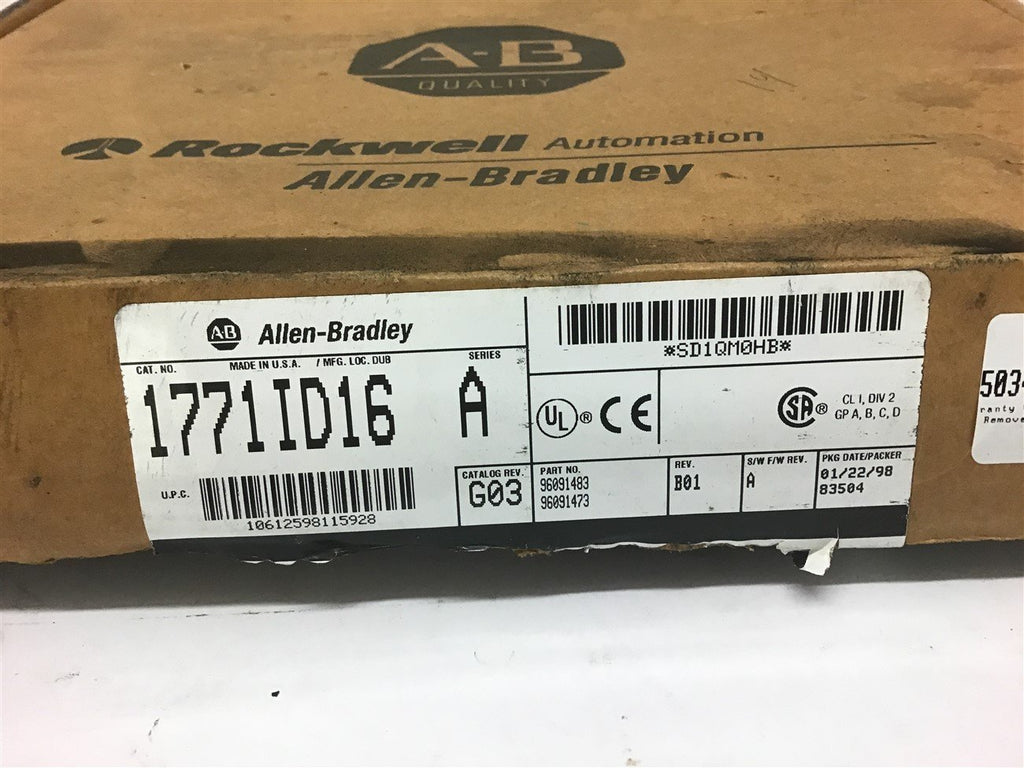 A-B
QUALITY
Rockwell Automation
Allen-Bradley
A-B Allen-Bradley
CAT. NO. MADE IN U.S.A. / MFG. LOC. DUB SERIES
1771ID16 A
U.P.C.
10612598115928
CATALOG REV.
G03
*SD1QM0HB*
UL ® CE
SA ® CL I, DIV 2
GP A, B, C, D
PART NO.
96091483
96091473
REV.
B01
S/W F/W REV.
A
PKG DATE/PACKER
01/22/98
83504
ranty
Remove